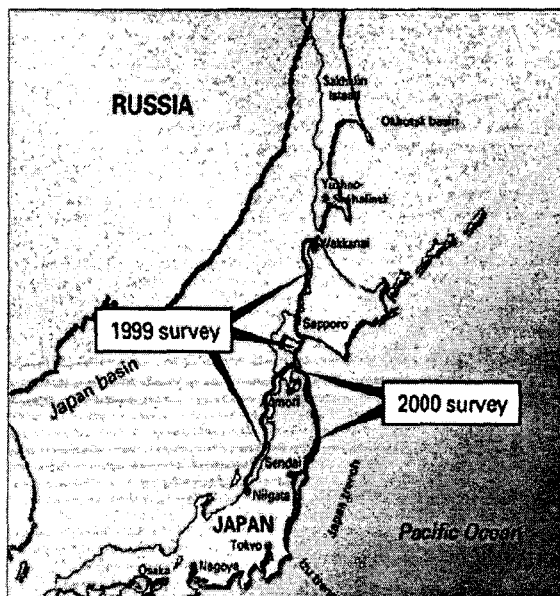 RUSSIA
Sakhalin
island
Okhotsk basin
Yuzhno-
Sakhalinsk
Wakkanai
Sapporo
1999 survey
Japan basin
2000 survey
Sendai
Niigata
Japan trench
JAPAN
Pacific Ocean
Tokyo
Nagoya
Osaka